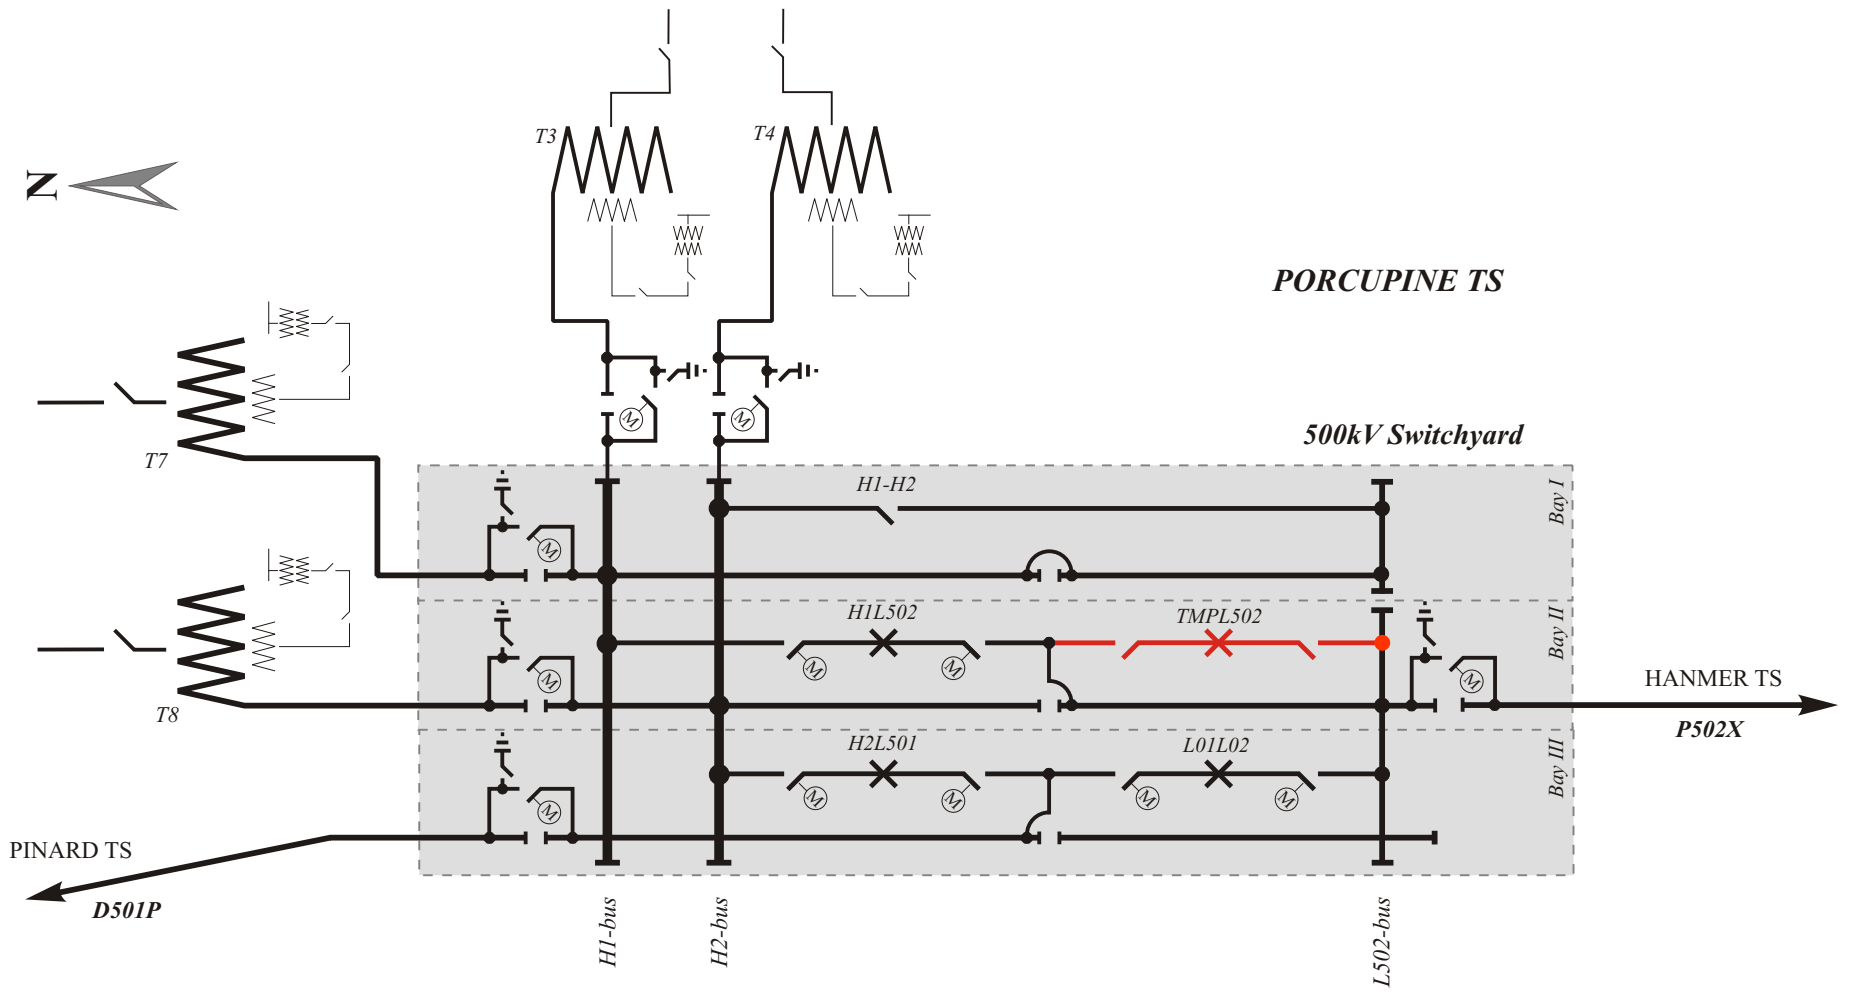 T3
T4
N
PORCUPINE TS
T7
500kV Switchyard
M
M
H1-H2
Bay I
M
H1L502
TMPL502
Bay II
M
M
M
M
HANMER TS
T8
P502X
H2L501
L01L02
Bay III
M
M
M
M
M
PINARD TS
D501P
H1-bus
H2-bus
L502-bus